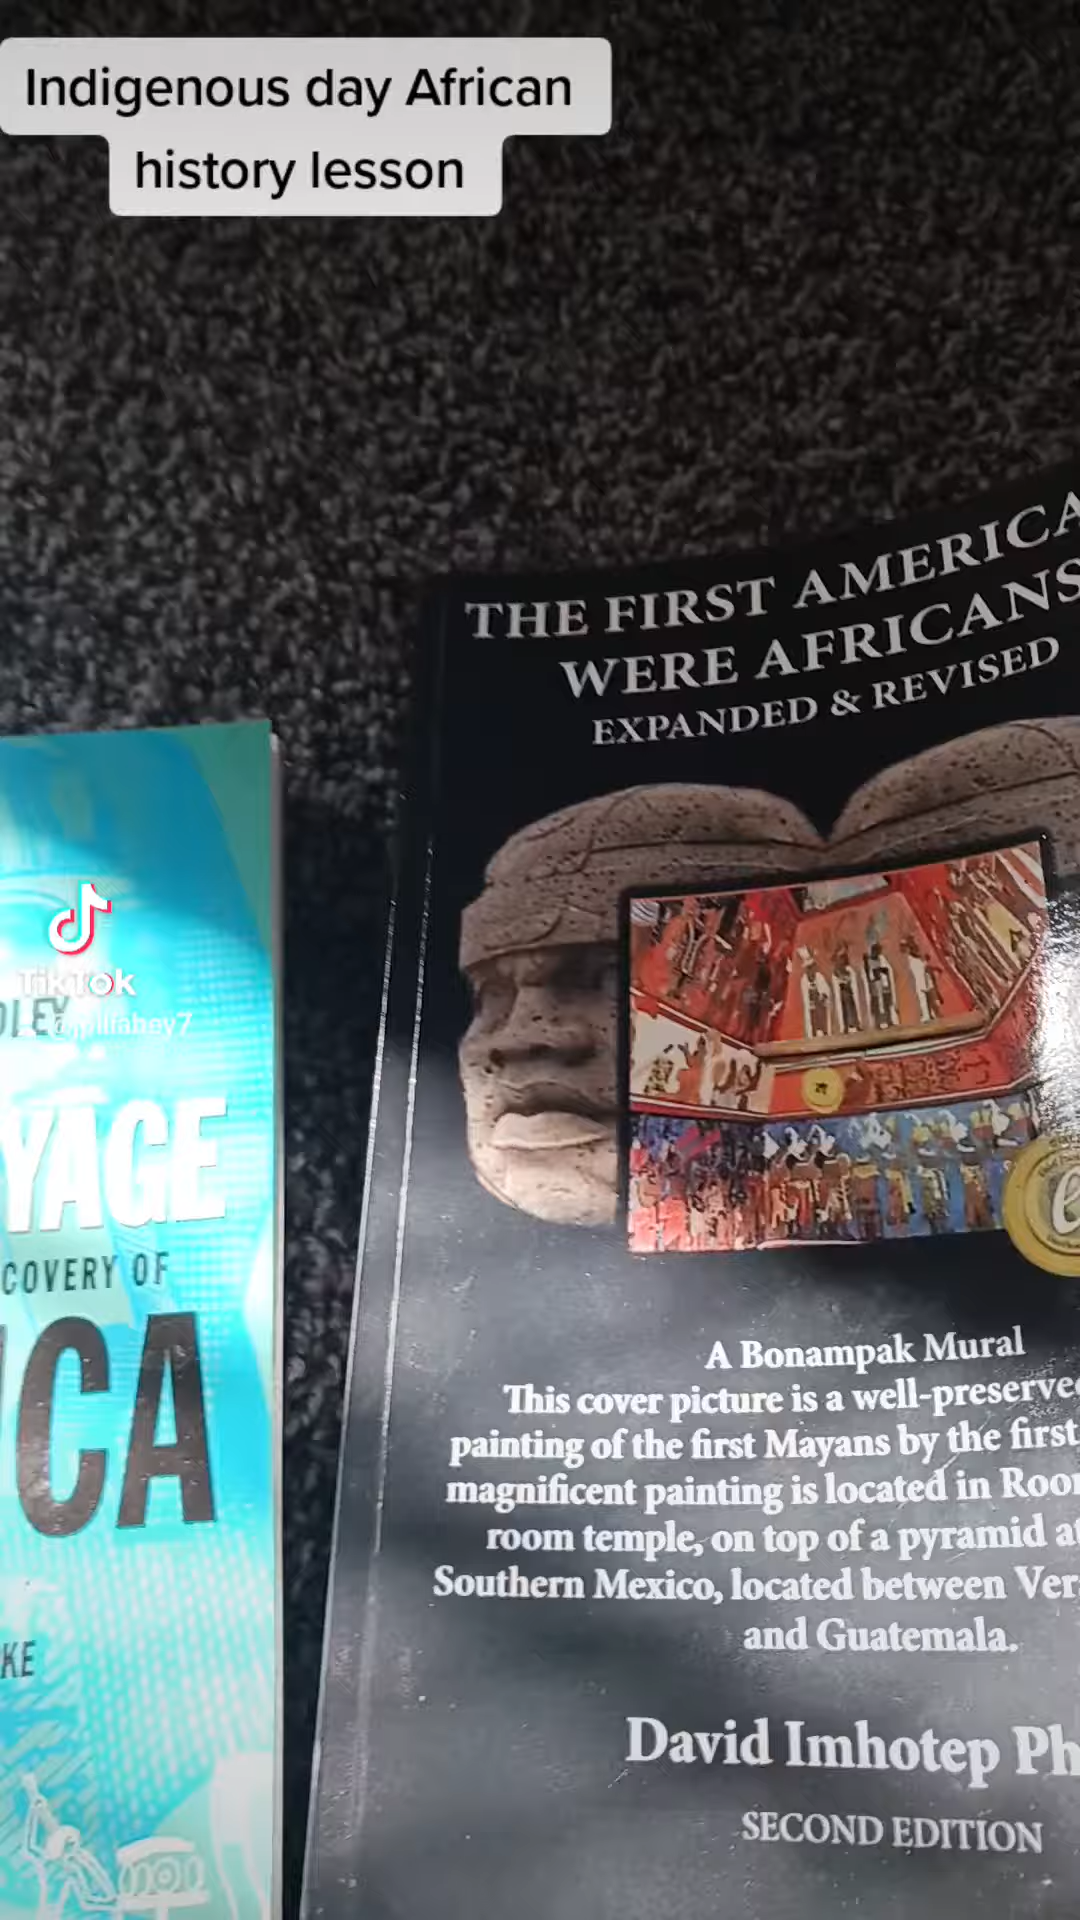 Indigenous day African
history lesson
THE FIRST AMERICA
WERE AFRICANS
EXPANDED & REVISED
TikTok
DLEY
YAGE
COVERY OF
ICA
KE
A Bonampak Mural
This cover picture is a well-preserve
painting of the first Mayans by the first
magnificent painting is located in Roo
room temple, on top of a pyramid a
Southern Mexico, located between Ver
and Guatemala.
David Imhotep Ph
SECOND EDITION